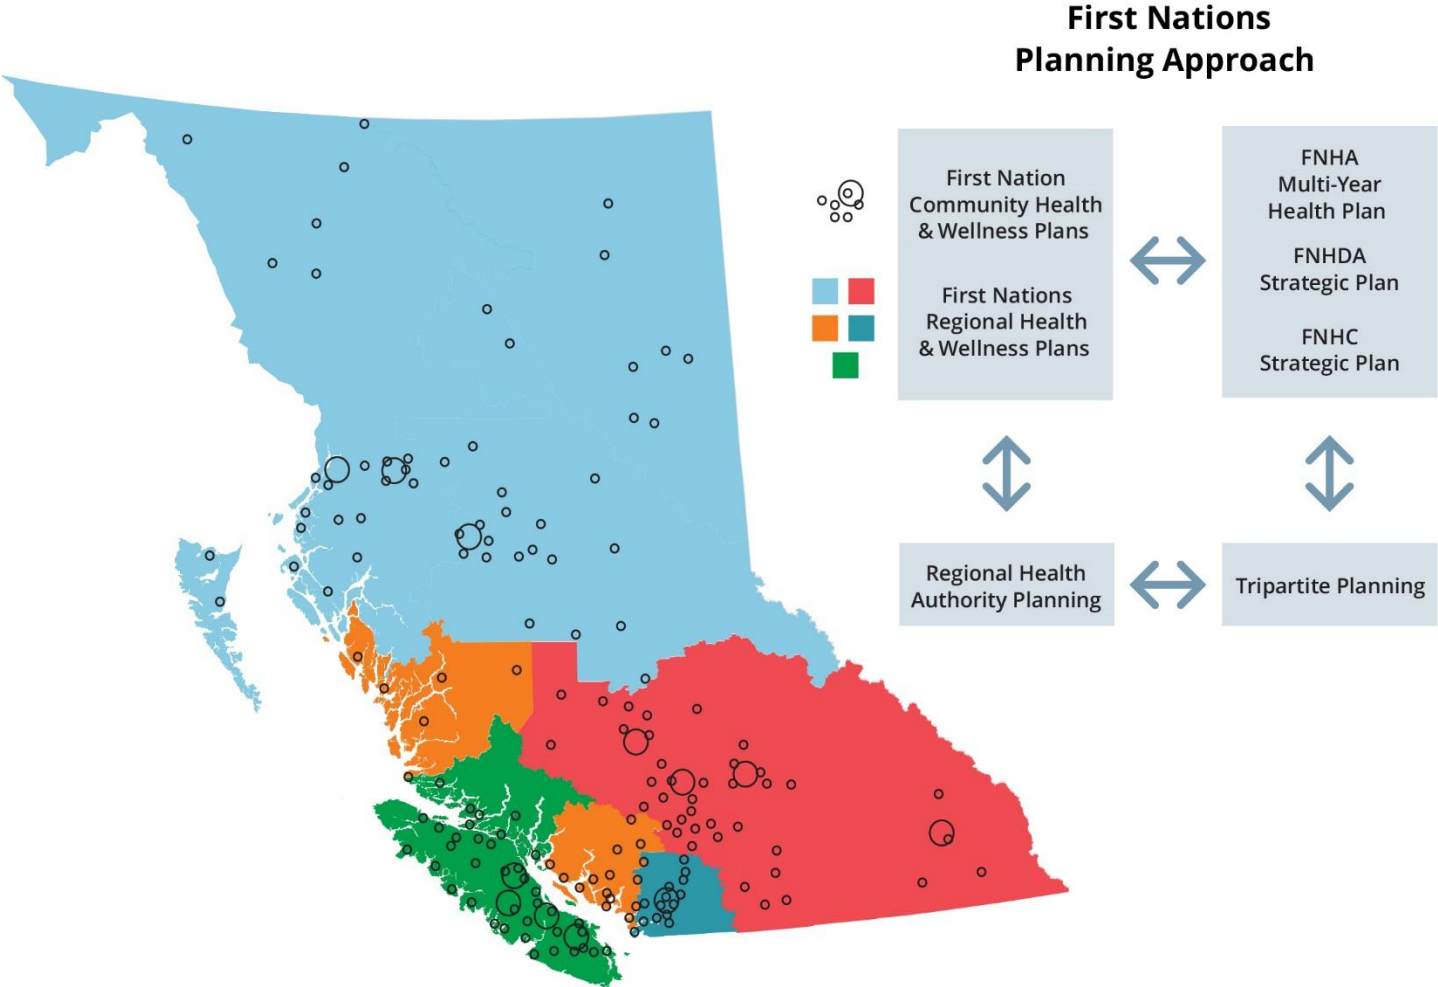 First Nations
Planning Approach
First Nation
Community Health
& Wellness Plans
First Nations
Regional Health
& Wellness Plans
FNHA
Multi-Year
Health Plan
FNHDA
Strategic Plan
FNHC
Strategic Plan
Regional Health
Authority Planning
Tripartite Planning